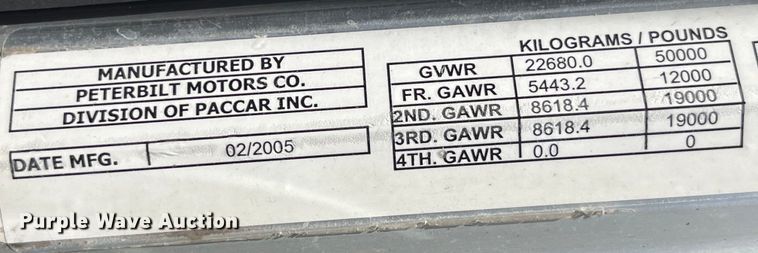 MANUFACTURED BY
PETERBILT MOTORS CO.
DIVISION OF PACCAR INC.
DATE MFG. 02/2005
KILOGRAMS / POUNDS
GVWR 22680.0 50000
FR. GAWR 5443.2 12000
2ND. GAWR 8618.4 19000
3RD. GAWR 8618.4 19000
4TH. GAWR 0.0 0
Purple Wave Auction